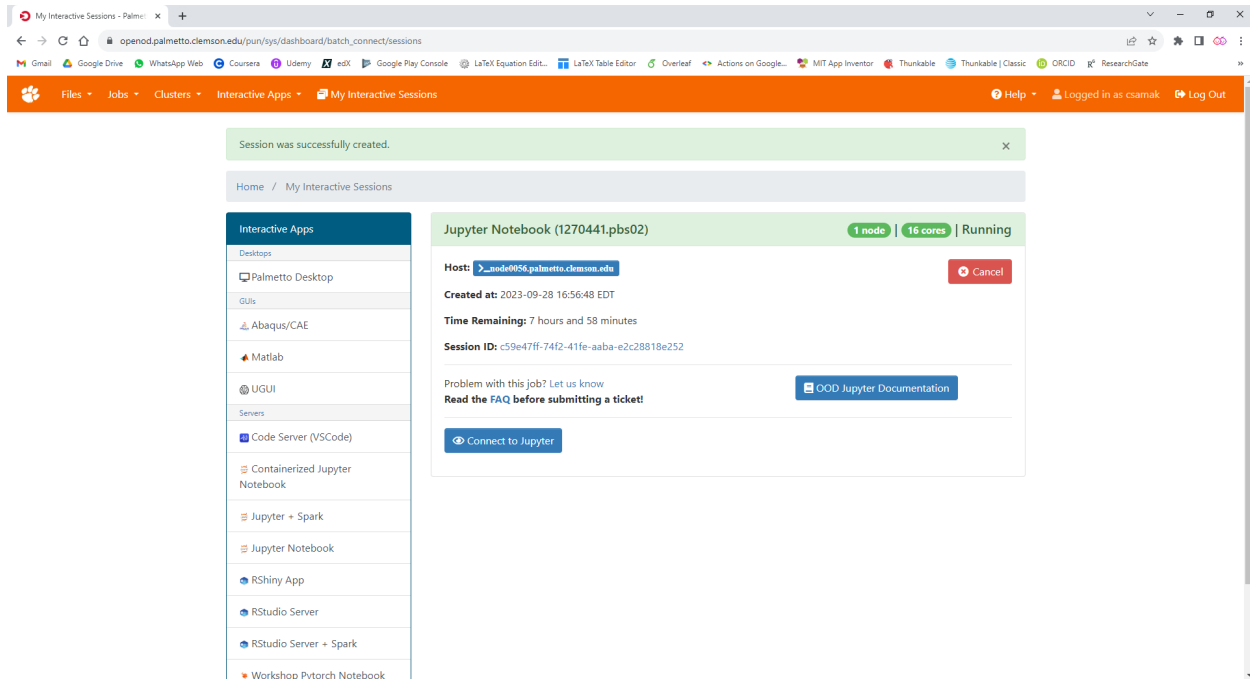 My Interactive Sessions - Palmet
openod.palmetto.clemson.edu/pun/sys/dashboard/batch_connect/sessions
Gmail Google Drive WhatsApp Web Coursera Udemy edX Google Play Console LaTeX Equation Edit... LaTeX Table Editor Overleaf Actions on Google... MIT App Inventor Thunkable Thunkable | Classic ORCID ResearchGate »
Files Jobs Clusters Interactive Apps My Interactive Sessions Help Logged in as csamak Log Out
Session was successfully created. ×
Home / My Interactive Sessions
Interactive Apps
Desktops
Palmetto Desktop
GUIs
Abaqus/CAE
Matlab
UGUI
Servers
Code Server (VSCode)
Containerized Jupyter
Notebook
Jupyter + Spark
Jupyter Notebook
RShiny App
RStudio Server
RStudio Server + Spark
Workshop Pytorch Notebook
Jupyter Notebook (1270441.pbs02) 1 node | 16 cores | Running
Host: >_node0056.palmetto.clemson.edu Cancel
Created at: 2023-09-28 16:56:48 EDT
Time Remaining: 7 hours and 58 minutes
Session ID: c59e47ff-74f2-41fe-aaba-e2c28818e252
Problem with this job? Let us know
Read the FAQ before submitting a ticket!
OOD Jupyter Documentation
Connect to Jupyter